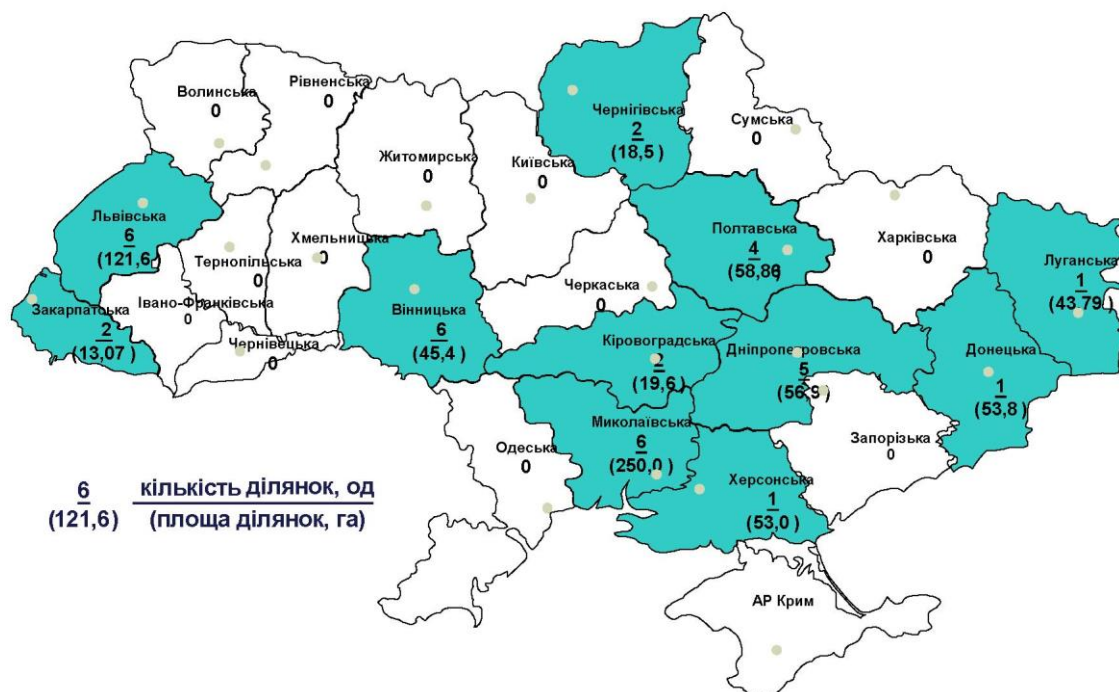 Волинська
0
Рівненська
0
Житомирська
0
Київська
0
Чернігівська
2
(18,5 )
Сумська
0
Львівська
6
(121,6)
Тернопільська
0
Хмельницька
0
Вінницька
6
(45,4 )
Черкаська
0
Полтавська
4
(58,86)
Харківська
0
Луганська
1
(43.79 )
Закарпатська
2
(13,07)
Івано-Франківська
0
Чернівецька
0
Кіровоградська
2
(19,6 )
Дніпропетровська
5
(56,9 )
Донецька
1
(53,8 )
Одеська
0
Миколаївська
6
(250,0 )
Запорізька
0
Херсонська
1
(53,0 )
АР Крим
6
(121,6)
кількість ділянок, од
(площа ділянок, га)